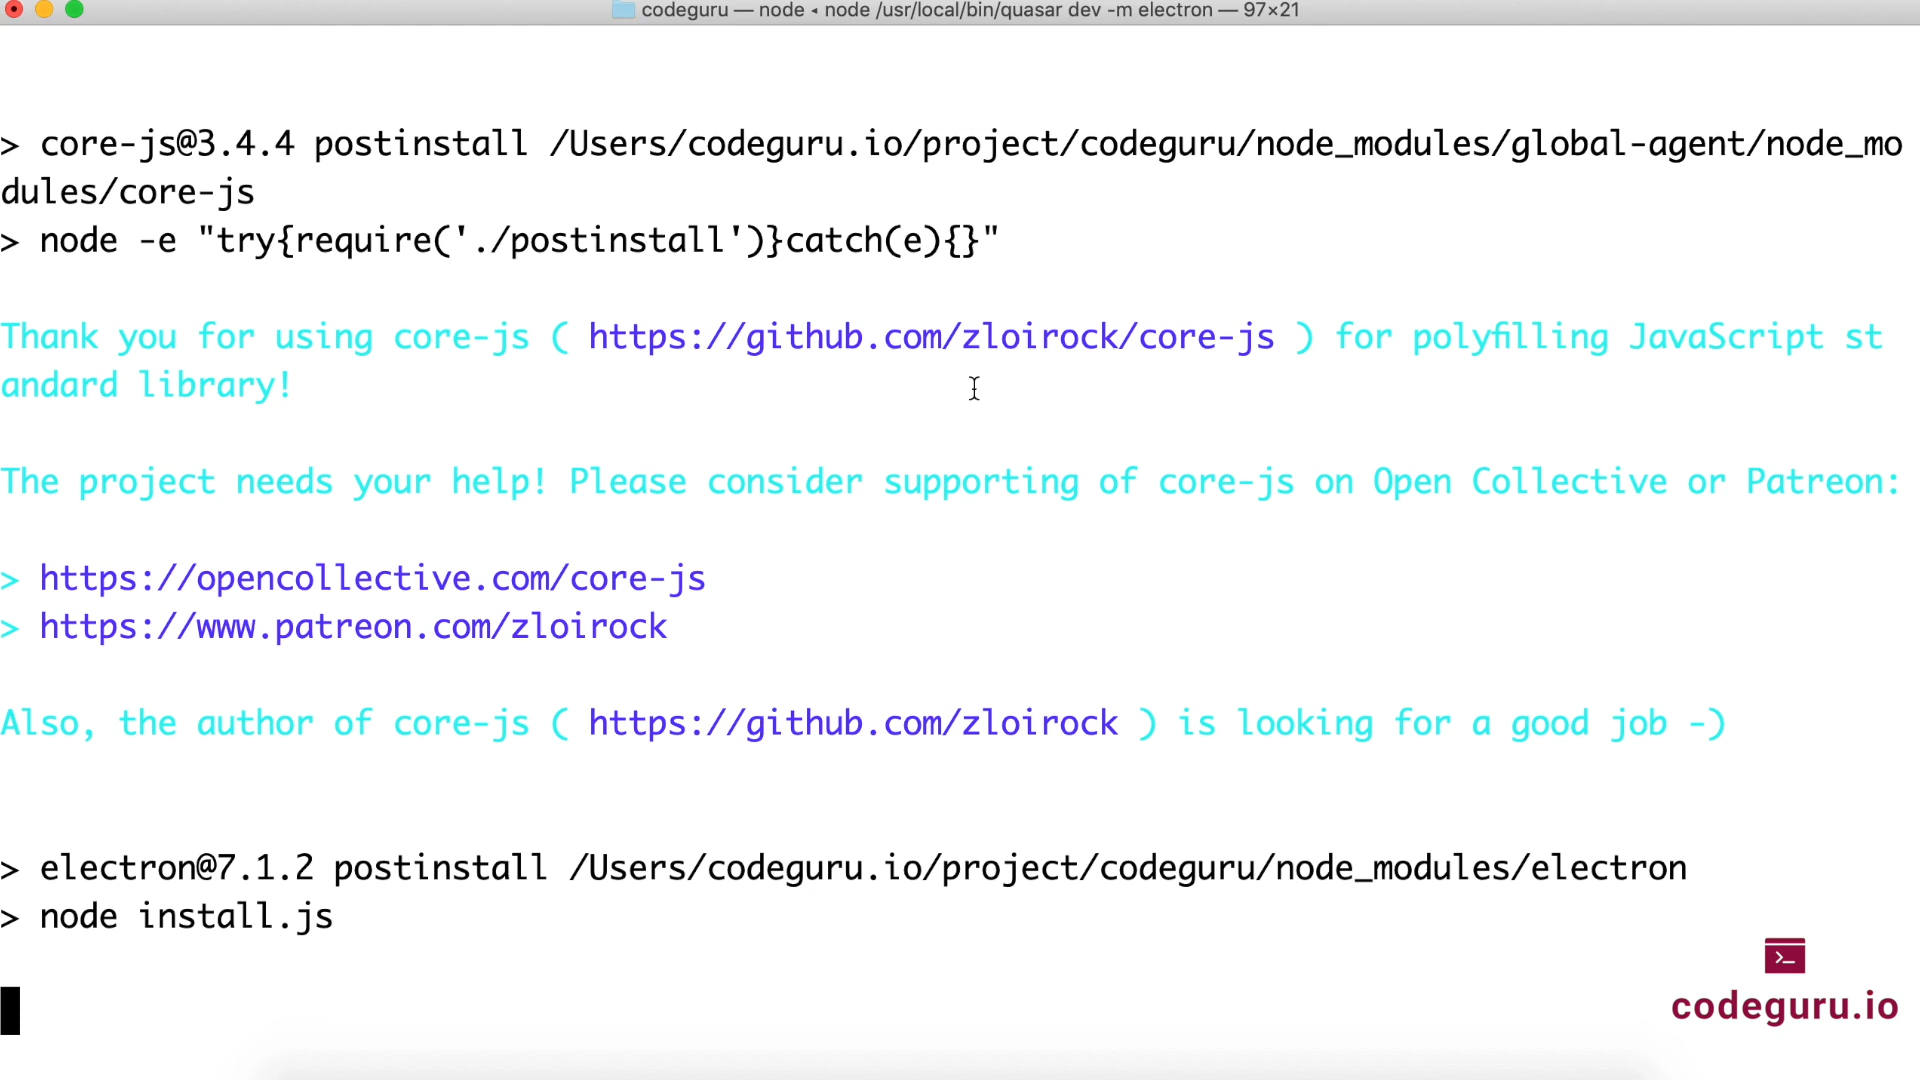 codeguru — node ◂ node /usr/local/bin/quasar dev -m electron — 97×21
> core-js@3.4.4 postinstall /Users/codeguru.io/project/codeguru/node_modules/global-agent/node_mo
dules/core-js
> node -e "try{require('./postinstall')}catch(e){}"
Thank you for using core-js ( https://github.com/zloirock/core-js ) for polyfilling JavaScript st
andard library!
The project needs your help! Please consider supporting of core-js on Open Collective or Patreon:
> https://opencollective.com/core-js
> https://www.patreon.com/zloirock
Also, the author of core-js ( https://github.com/zloirock ) is looking for a good job -)
> electron@7.1.2 postinstall /Users/codeguru.io/project/codeguru/node_modules/electron
> node install.js
codeguru.io